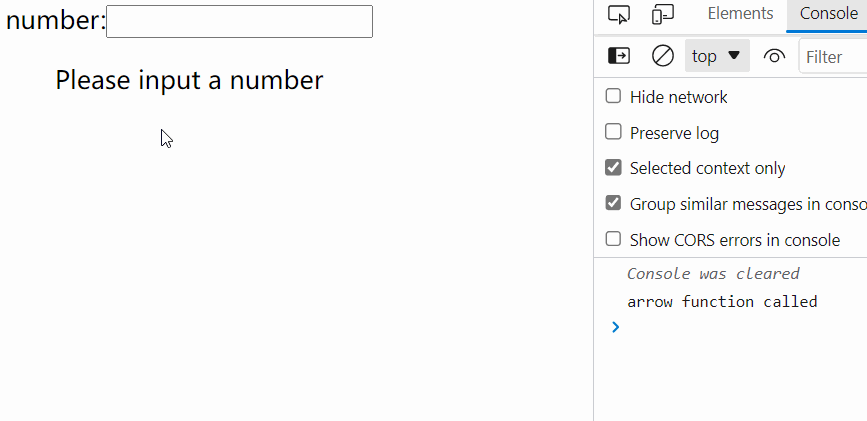 number:
Please input a number
Elements Console
top Filter
Hide network
Preserve log
Selected context only
Group similar messages in conso
Show CORS errors in console
Console was cleared
arrow function called